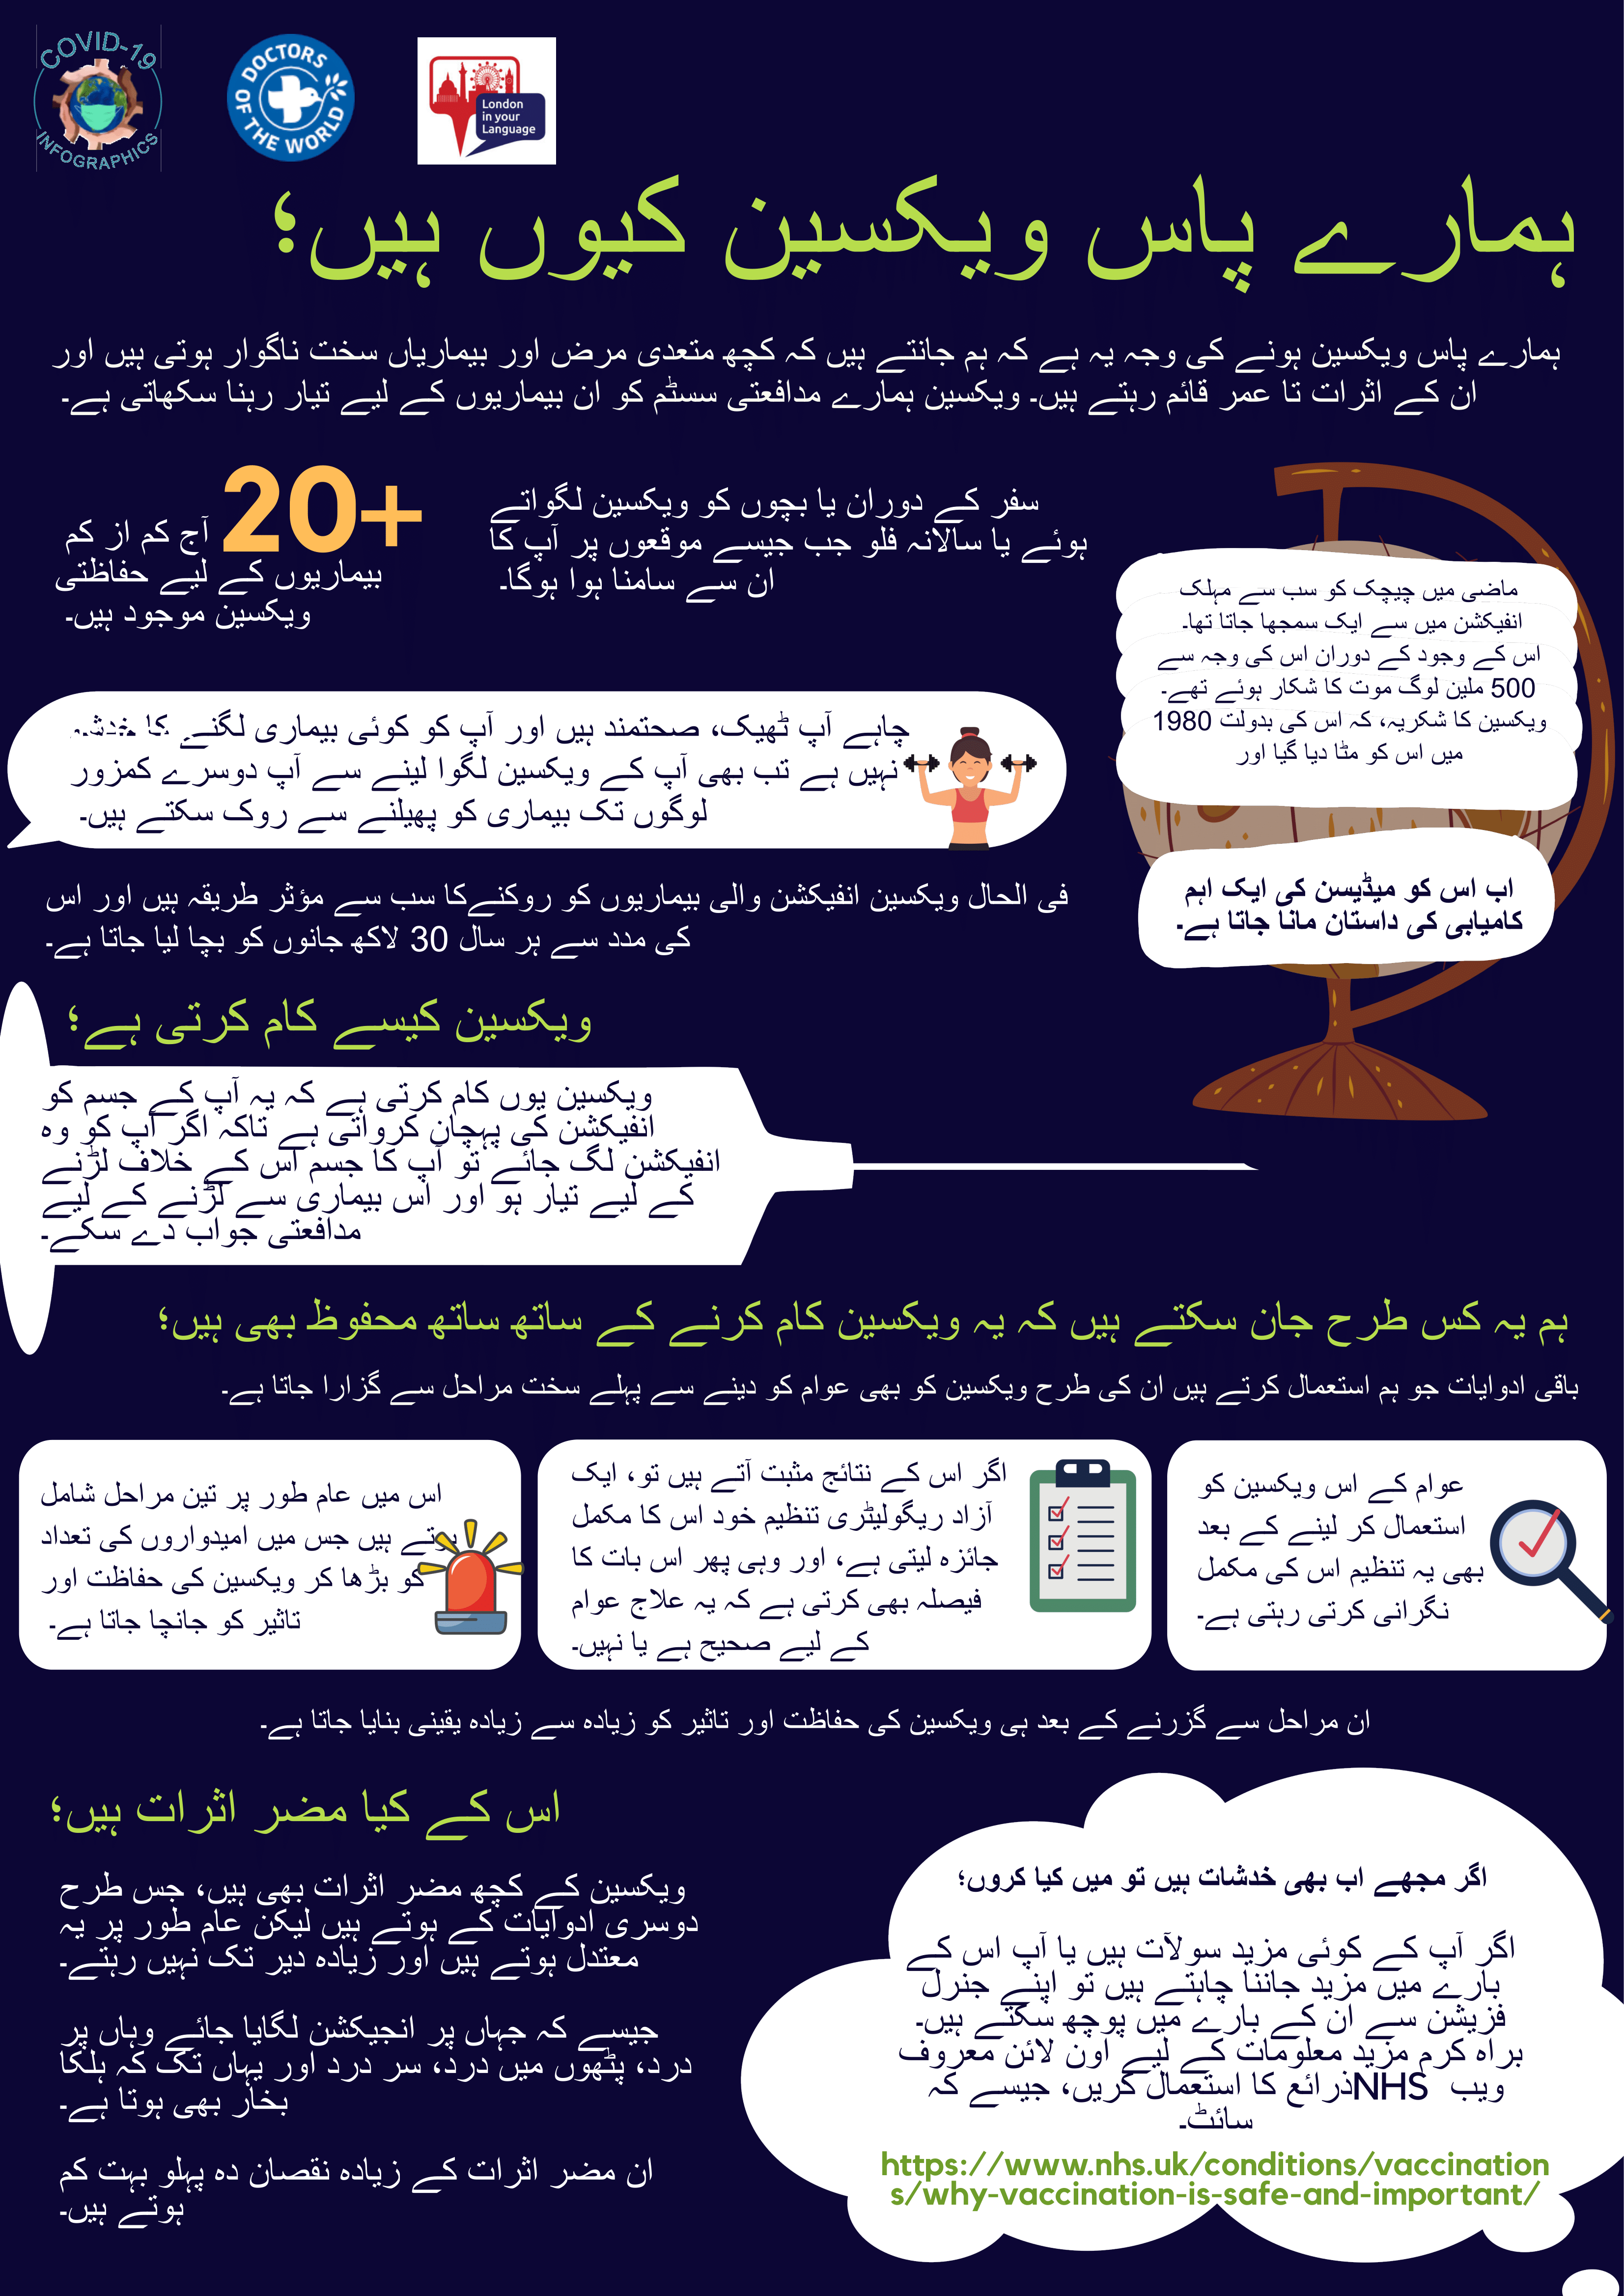 COVID-19
INFOGRAPHICS
DOCTORS
OF THE WORLD
London
in your
Language
ہمارے پاس ویکسین کیوں ہیں؛
ہمارے پاس ویکسین ہونے کی وجہ یہ ہے کہ ہم جانتے ہیں کہ کچھ متعدی مرض اور بیماریاں سخت ناگوار ہوتی ہیں اور
ان کے اثرات تا عمر قائم رہتے ہیں۔ ویکسین ہمارے مدافعتی سسٹم کو ان بیماریوں کے لیے تیار رہنا سکھاتی ہے۔
20+
آج کم از کم
بیماریوں کے لیے حفاظتی
ویکسین موجود ہیں۔
سفر کے دوران یا بچوں کو ویکسین لگواتے
ہوئے یا سالانہ فلو جب جیسے موقعوں پر آپ کا
ان سے سامنا ہوا ہوگا۔
ماضی میں چیچک کو سب سے مہلک
انفیکشن میں سے ایک سمجھا جاتا تھا۔
اس کے وجود کے دوران اس کی وجہ سے
500 ملین لوگ موت کا شکار ہوئے تھے۔
ویکسین کا شکریہ، کہ اس کی بدولت 1980
میں اس کو مٹا دیا گیا اور
اب اس کو میڈیسن کی ایک اہم
کامیابی کی داستان مانا جاتا ہے۔
چاہے آپ ٹھیک، صحتمند ہیں اور آپ کو کوئی بیماری لگنے کا خدشہ
نہیں ہے تب بھی آپ کے ویکسین لگوا لینے سے آپ دوسرے کمزور
لوگوں تک بیماری کو پھیلنے سے روک سکتے ہیں۔
فی الحال ویکسین انفیکشن والی بیماریوں کو روکنےکا سب سے مؤثر طریقہ ہیں اور اس
کی مدد سے ہر سال 30 لاکھ جانوں کو بچا لیا جاتا ہے۔
ویکسین کیسے کام کرتی ہے؛
ویکسین یوں کام کرتی ہے کہ یہ آپ کے جسم کو
انفیکشن کی پہچان کرواتی ہے تاکہ اگر آپ کو وہ
انفیکشن لگ جائے تو آپ کا جسم اس کے خلاف لڑنے
کے لیے تیار ہو اور اس بیماری سے لڑنے کے لیے
مدافعتی جواب دے سکے۔
ہم یہ کس طرح جان سکتے ہیں کہ یہ ویکسین کام کرنے کے ساتھ ساتھ محفوظ بھی ہیں؛
باقی ادوایات جو ہم استعمال کرتے ہیں ان کی طرح ویکسین کو بھی عوام کو دینے سے پہلے سخت مراحل سے گزارا جاتا ہے۔
اس میں عام طور پر تین مراحل شامل
ہوتے ہیں جس میں امیدواروں کی تعداد
کو بڑھا کر ویکسین کی حفاظت اور
تاثیر کو جانچا جاتا ہے۔
اگر اس کے نتائج مثبت آتے ہیں تو، ایک
آزاد ریگولیٹری تنظیم خود اس کا مکمل
جائزہ لیتی ہے، اور وہی پھر اس بات کا
فیصلہ بھی کرتی ہے کہ یہ علاج عوام
کے لیے صحیح ہے یا نہیں۔
عوام کے اس ویکسین کو
استعمال کر لینے کے بعد
بھی یہ تنظیم اس کی مکمل
نگرانی کرتی رہتی ہے۔
ان مراحل سے گزرنے کے بعد ہی ویکسین کی حفاظت اور تاثیر کو زیادہ سے زیادہ یقینی بنایا جاتا ہے۔
اس کے کیا مضر اثرات ہیں؛
ویکسین کے کچھ مضر اثرات بھی ہیں، جس طرح
دوسری ادوایات کے ہوتے ہیں لیکن عام طور پر یہ
معتدل ہوتے ہیں اور زیادہ دیر تک نہیں رہتے۔
جیسے کہ جہاں پر انجیکشن لگایا جائے وہاں پر
درد، پٹھوں میں درد، سر درد اور یہاں تک کہ ہلکا
بخار بھی ہوتا ہے۔
ان مضر اثرات کے زیادہ نقصان دہ پہلو بہت کم
ہوتے ہیں۔
اگر مجھے اب بھی خدشات ہیں تو میں کیا کروں؛
اگر آپ کے کوئی مزید سولآت ہیں یا آپ اس کے
بارے میں مزید جاننا چاہتے ہیں تو اپنے جنرل
فزیشن سے ان کے بارے میں پوچھ سکتے ہیں۔
براہ کرم مزید معلومات کے لیے اون لائن معروف
ویب NHSذرائع کا استعمال کریں، جیسے کہ
سائٹ۔
https://www.nhs.uk/conditions/vaccination
s/why-vaccination-is-safe-and-important/